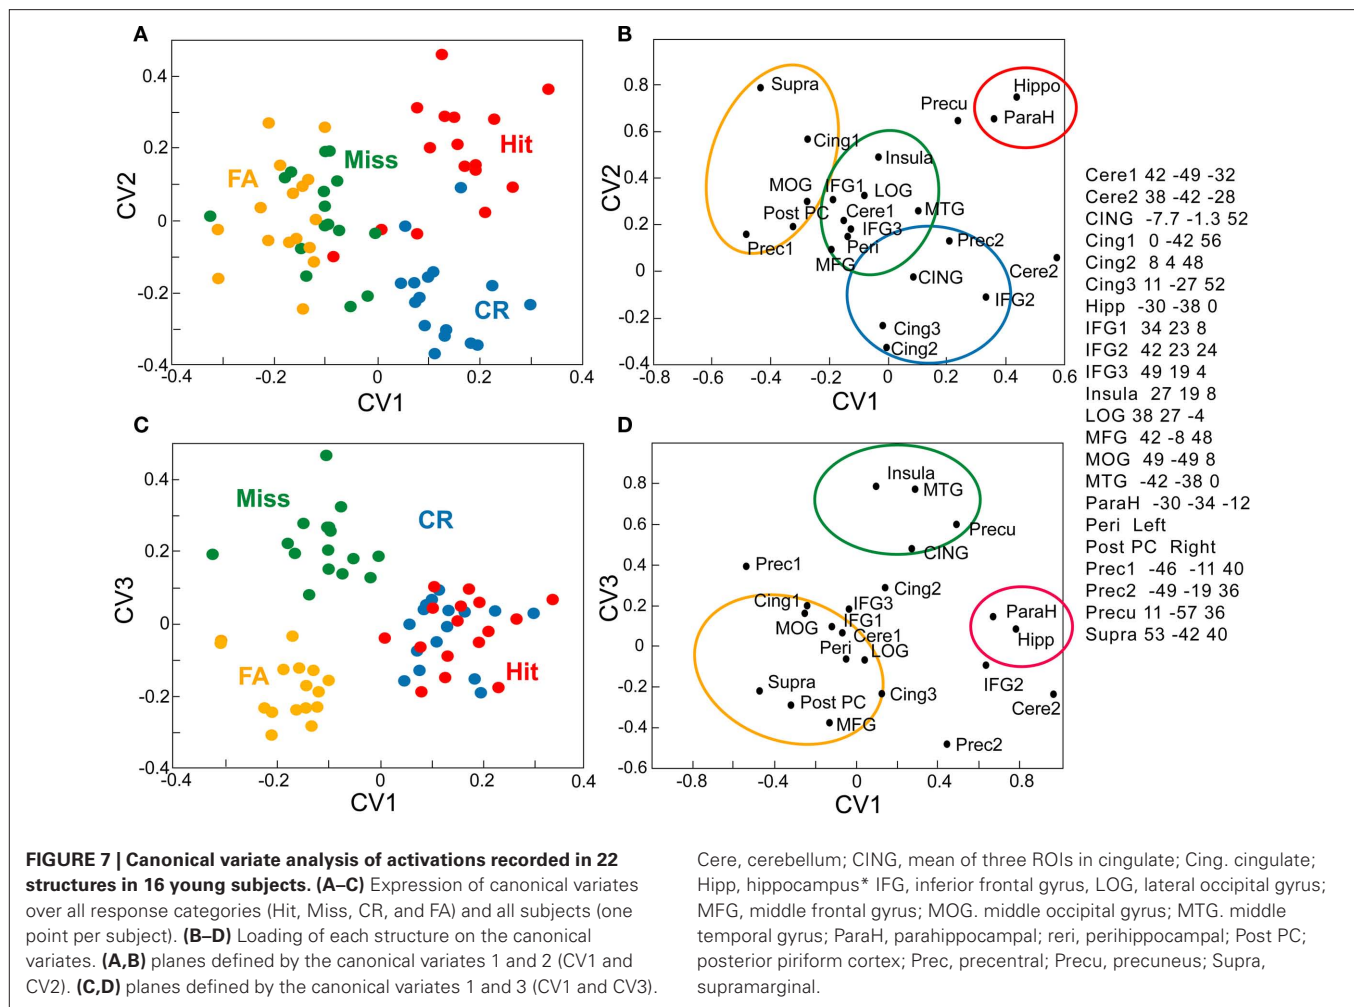 A
0.4
0.2
0
-0.2
-0.4
CV2
-0.4
-0.2
0
0.2
0.4
CV1
FA
Miss
Hit
CR
B
0.8
0.6
0.4
0.2
0
-0.2
-0.4
CV2
-0.8
-0.6
-0.4
-0.2
0
0.2
0.4
0.6
CV1
Supra
Hippo
Precu
ParaH
Cing1
Insula
MOG
IFG1
LOG
Post PC
Cere1
MTG
IFG3
Prec1
Peri
Prec2
MFG
CING
Cere2
IFG2
Cing3
Cing2
Cere1 42 -49 -32
Cere2 38 -42 -28
CING -7.7 -1.3 52
Cing1 0 -42 56
Cing2 8 4 48
Cing3 11 -27 52
Hipp -30 -38 0
IFG1 34 23 8
IFG2 42 23 24
IFG3 49 19 4
Insula 27 19 8
LOG 38 27 -4
MFG 42 -8 48
MOG 49 -49 8
MTG -42 -38 0
ParaH -30 -34 -12
Peri Left
Post PC Right
Prec1 -46 -11 40
Prec2 -49 -19 36
Precu 11 -57 36
Supra 53 -42 40
C
0.4
0.2
0
-0.2
-0.4
CV3
-0.4
-0.2
0
0.2
0.4
CV1
Miss
CR
FA
Hit
D
0.8
0.6
0.4
0.2
0
-0.2
-0.4
-0.6
CV3
-0.8
-0.4
0
0.4
0.8
CV1
Insula
MTG
Precu
CING
Prec1
Cing2
Cing1
IFG3
ParaH
MOG
IFG1
Cere1
Hipp
Peri
LOG
IFG2
Supra
Cing3
Post PC
Cere2
MFG
Prec2
FIGURE 7 | Canonical variate analysis of activations recorded in 22
structures in 16 young subjects. (A–C) Expression of canonical variates
over all response categories (Hit, Miss, CR, and FA) and all subjects (one
point per subject). (B–D) Loading of each structure on the canonical
variates. (A,B) planes defined by the canonical variates 1 and 2 (CV1 and
CV2). (C,D) planes defined by the canonical variates 1 and 3 (CV1 and CV3).
Cere, cerebellum; CING, mean of three ROIs in cingulate; Cing. cingulate;
Hipp, hippocampus* IFG, inferior frontal gyrus, LOG, lateral occipital gyrus;
MFG, middle frontal gyrus; MOG. middle occipital gyrus; MTG. middle
temporal gyrus; ParaH, parahippocampal; reri, perihippocampal; Post PC;
posterior piriform cortex; Prec, precentral; Precu, precuneus; Supra,
supramarginal.